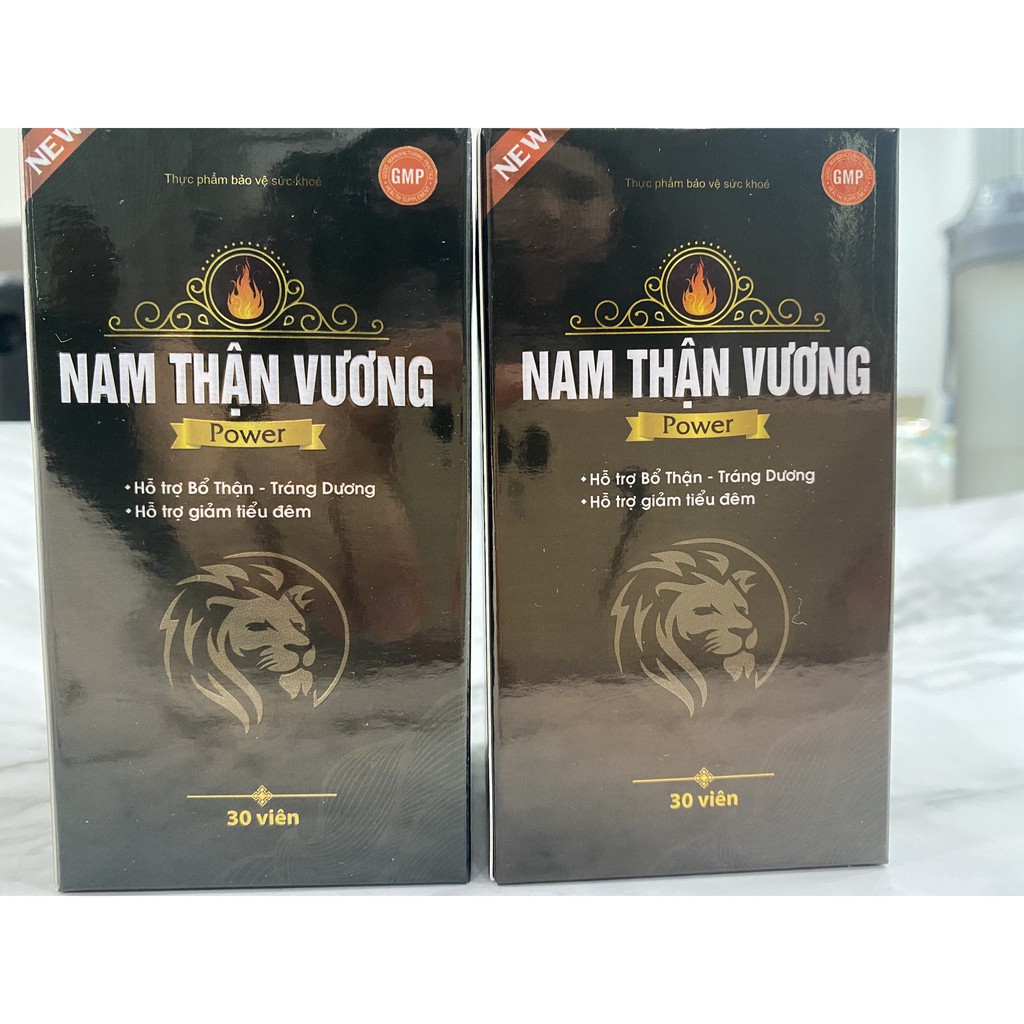 NEW
Thực phẩm bảo vệ sức khoẻ
GMP
NAM THẬN VƯƠNG
Power
Hỗ trợ Bổ Thận - Tráng Dương
Hỗ trợ giảm tiểu đêm
30 viên
NEW
Thực phẩm bảo vệ sức khoẻ
GMP
NAM THẬN VƯƠNG
Power
Hỗ trợ Bổ Thận - Tráng Dương
Hỗ trợ giảm tiểu đêm
30 viên